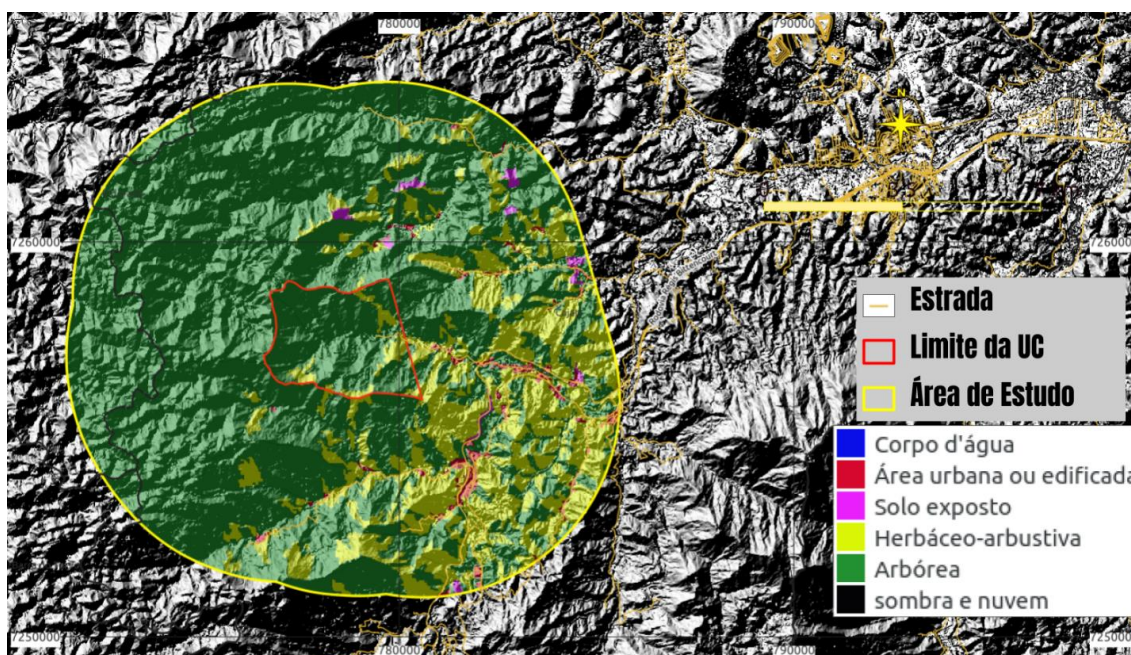 780000
790000
N
7260000
7260000
Estrada
Limite da UC
Área de Estudo
Corpo d'água
Área urbana ou edificada
Solo exposto
Herbáceo-arbustiva
Arbórea
sombra e nuvem
7250000
7250000
780000
790000